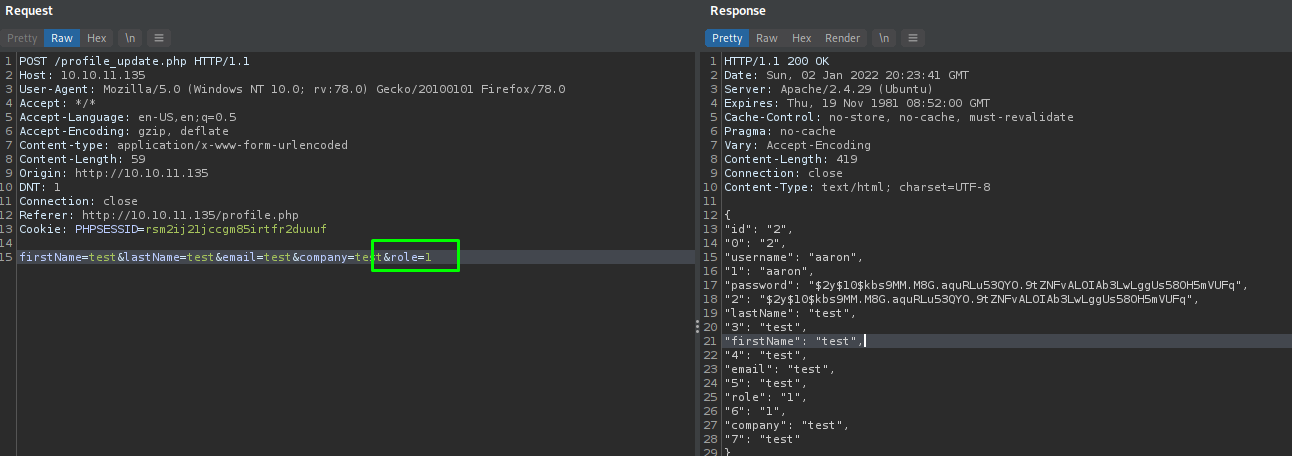 Request
Pretty Raw Hex \n
1 POST /profile_update.php HTTP/1.1
2 Host: 10.10.11.135
3 User-Agent: Mozilla/5.0 (Windows NT 10.0; rv:78.0) Gecko/20100101 Firefox/78.0
4 Accept: */*
5 Accept-Language: en-US,en;q=0.5
6 Accept-Encoding: gzip, deflate
7 Content-type: application/x-www-form-urlencoded
8 Content-Length: 59
9 Origin: http://10.10.11.135
10 DNT: 1
11 Connection: close
12 Referer: http://10.10.11.135/profile.php
13 Cookie: PHPSESSID=rsm2ij21jccgm85irtfr2duuuf
14
15 firstName=test&lastName=test&email=test&company=test&role=1
Response
Pretty Raw Hex Render \n
1 HTTP/1.1 200 OK
2 Date: Sun, 02 Jan 2022 20:23:41 GMT
3 Server: Apache/2.4.29 (Ubuntu)
4 Expires: Thu, 19 Nov 1981 08:52:00 GMT
5 Cache-Control: no-store, no-cache, must-revalidate
6 Pragma: no-cache
7 Vary: Accept-Encoding
8 Content-Length: 419
9 Connection: close
10 Content-Type: text/html; charset=UTF-8
11
12 {
13 "id": "2",
14 "0": "2",
15 "username": "aaron",
16 "1": "aaron",
17 "password": "$2y$10$kbs9MM.M8G.aquRLu53QYO.9tZNFvALOIAb3LwLggUs58OH5mVUFq",
18 "2": "$2y$10$kbs9MM.M8G.aquRLu53QYO.9tZNFvALOIAb3LwLggUs58OH5mVUFq",
19 "lastName": "test",
20 "3": "test",
21 "firstName": "test",
22 "4": "test",
23 "email": "test",
24 "5": "test",
25 "role": "1",
26 "6": "1",
27 "company": "test",
28 "7": "test"
29 }